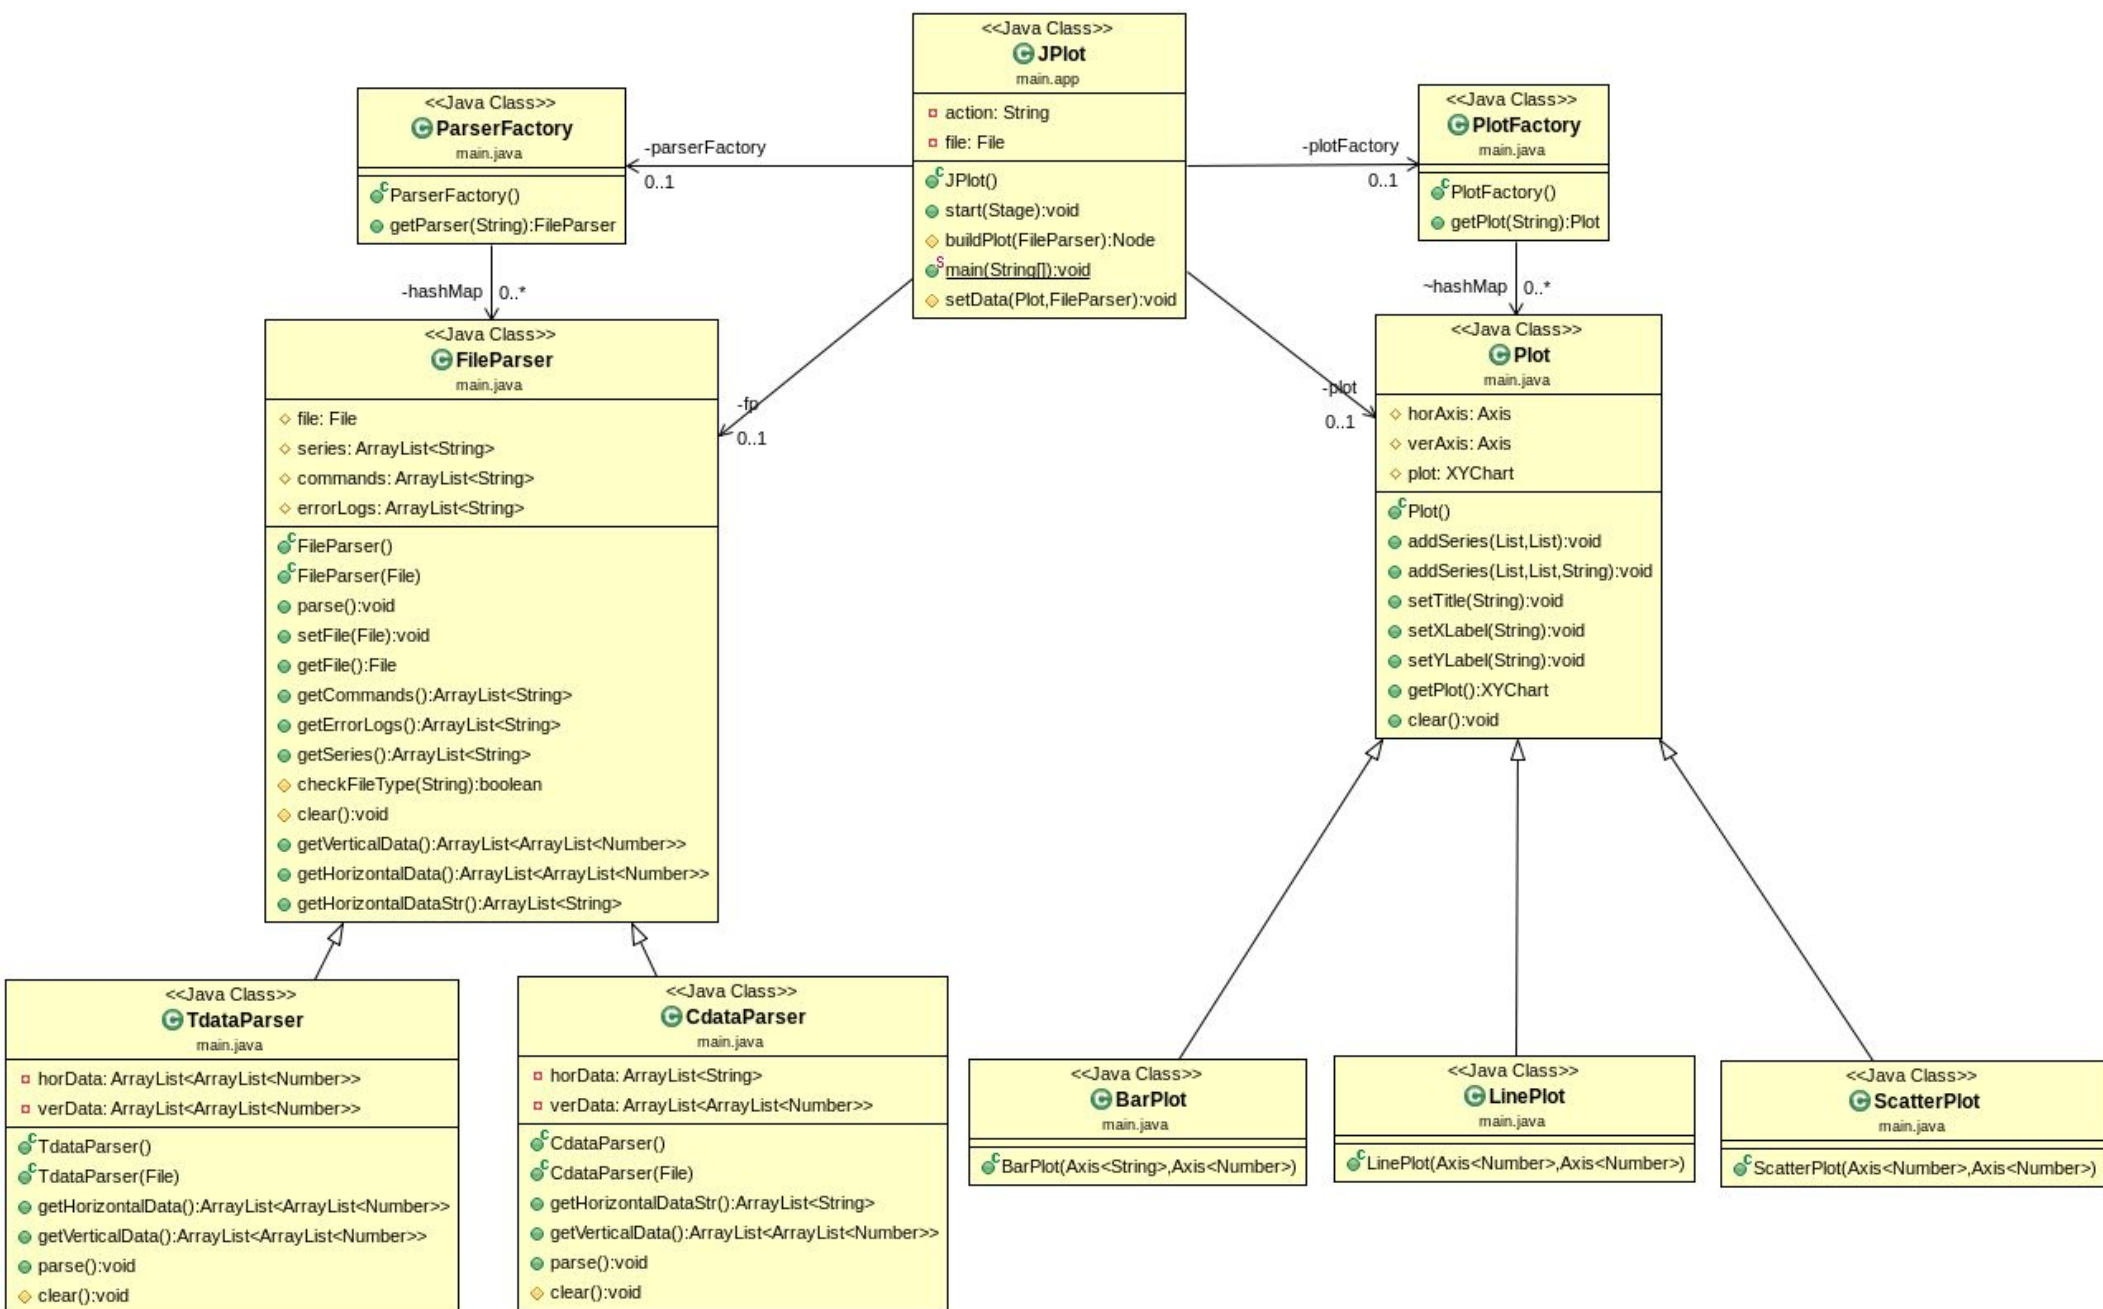 <<Java Class>>
JPlot
main.app
action: String
file: File
JPlot()
start(Stage):void
buildPlot(FileParser):Node
main(String[]):void
setData(Plot,FileParser):void
<<Java Class>>
ParserFactory
main.java
ParserFactory()
getParser(String):FileParser
-parserFactory
0..1
<<Java Class>>
PlotFactory
main.java
PlotFactory()
getPlot(String):Plot
-plotFactory
0..1
-hashMap
0..*
~hashMap
0..*
<<Java Class>>
FileParser
main.java
file: File
series: ArrayList<String>
commands: ArrayList<String>
errorLogs: ArrayList<String>
FileParser()
FileParser(File)
parse():void
setFile(File):void
getFile():File
getCommands():ArrayList<String>
getErrorLogs():ArrayList<String>
getSeries():ArrayList<String>
checkFileType(String):boolean
clear():void
getVerticalData():ArrayList<ArrayList<Number>>
getHorizontalData():ArrayList<ArrayList<Number>>
getHorizontalDataStr():ArrayList<String>
-fp
0..1
-plot
0..1
<<Java Class>>
Plot
main.java
horAxis: Axis
verAxis: Axis
plot: XYChart
Plot()
addSeries(List,List):void
addSeries(List,List,String):void
setTitle(String):void
setXLabel(String):void
setYLabel(String):void
getPlot():XYChart
clear():void
<<Java Class>>
TdataParser
main.java
horData: ArrayList<ArrayList<Number>>
verData: ArrayList<ArrayList<Number>>
TdataParser()
TdataParser(File)
getHorizontalData():ArrayList<ArrayList<Number>>
getVerticalData():ArrayList<ArrayList<Number>>
parse():void
clear():void
<<Java Class>>
CdataParser
main.java
horData: ArrayList<String>
verData: ArrayList<ArrayList<Number>>
CdataParser()
CdataParser(File)
getHorizontalDataStr():ArrayList<String>
getVerticalData():ArrayList<ArrayList<Number>>
parse():void
clear():void
<<Java Class>>
BarPlot
main.java
BarPlot(Axis<String>,Axis<Number>)
<<Java Class>>
LinePlot
main.java
LinePlot(Axis<Number>,Axis<Number>)
<<Java Class>>
ScatterPlot
main.java
ScatterPlot(Axis<Number>,Axis<Number>)